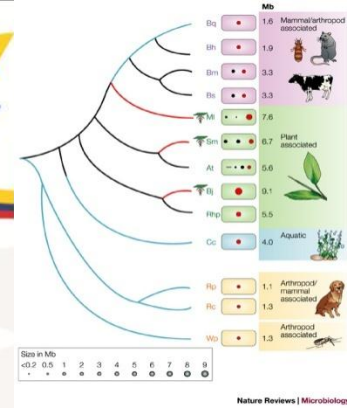 Mb
Bq 1.6 Mammal/arthropod
associated
Bh 1.9
Bm 3.3
Bs 3.3
Ml 7.6
Sm 6.7 Plant
associated
At 5.6
Bj 9.1
Rhp 5.5
Cc 4.0 Aquatic
Rp 1.1 Arthropod/
mammal
associated
Rc 1.3
Wp 1.3 Arthropod
associated
Size in Mb
<0.2 0.5 1 2 3 4 5 6 7 8 9
Nature Reviews | Microbiology